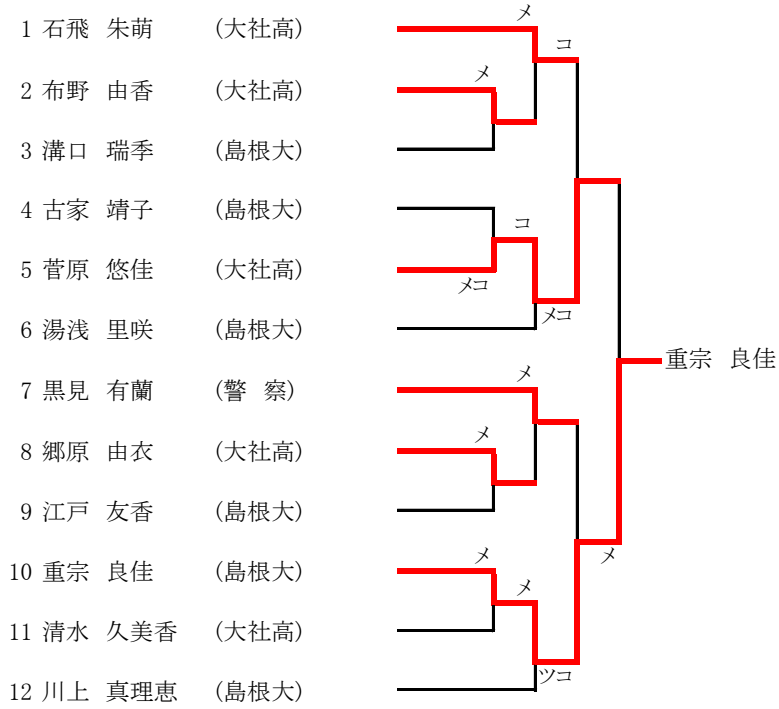 メ
1 石飛 朱萌 (大社高)
コ
メ
2 布野 由香 (大社高)
3 溝口 瑞季 (島根大)
4 古家 靖子 (島根大)
コ
5 菅原 悠佳 (大社高)
メコ
メコ
6 湯浅 里咲 (島根大)
重宗 良佳
メ
7 黒見 有蘭 (警 察)
メ
8 郷原 由衣 (大社高)
9 江戸 友香 (島根大)
メ
メ
10 重宗 良佳 (島根大)
メ
11 清水 久美香 (大社高)
ツコ
12 川上 真理恵 (島根大)